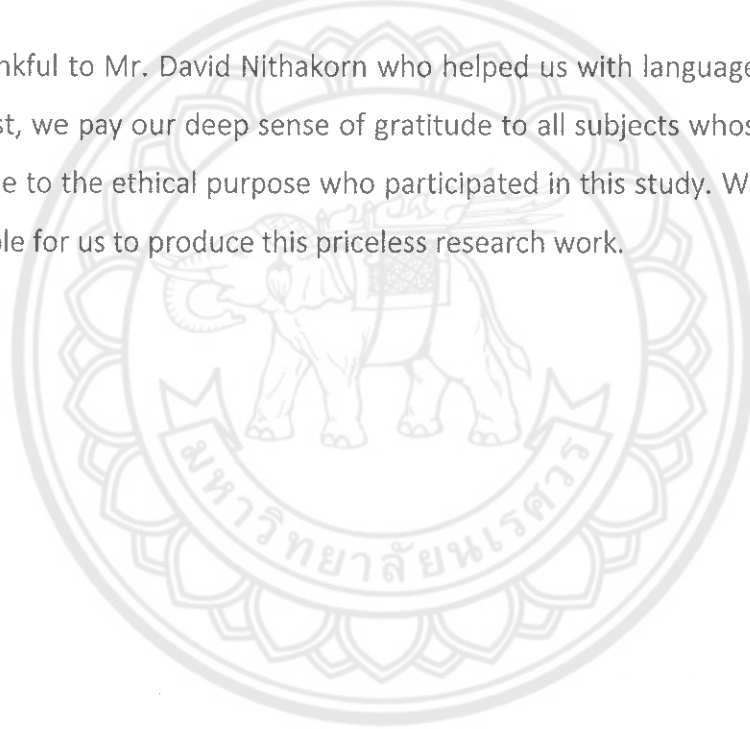 nkful to Mr. David Nithakorn who helped us with language
st, we pay our deep sense of gratitude to all subjects whos
e to the ethical purpose who participated in this study. W
ole for us to produce this priceless research work.
มหาวิทยาลัยนเรศวร